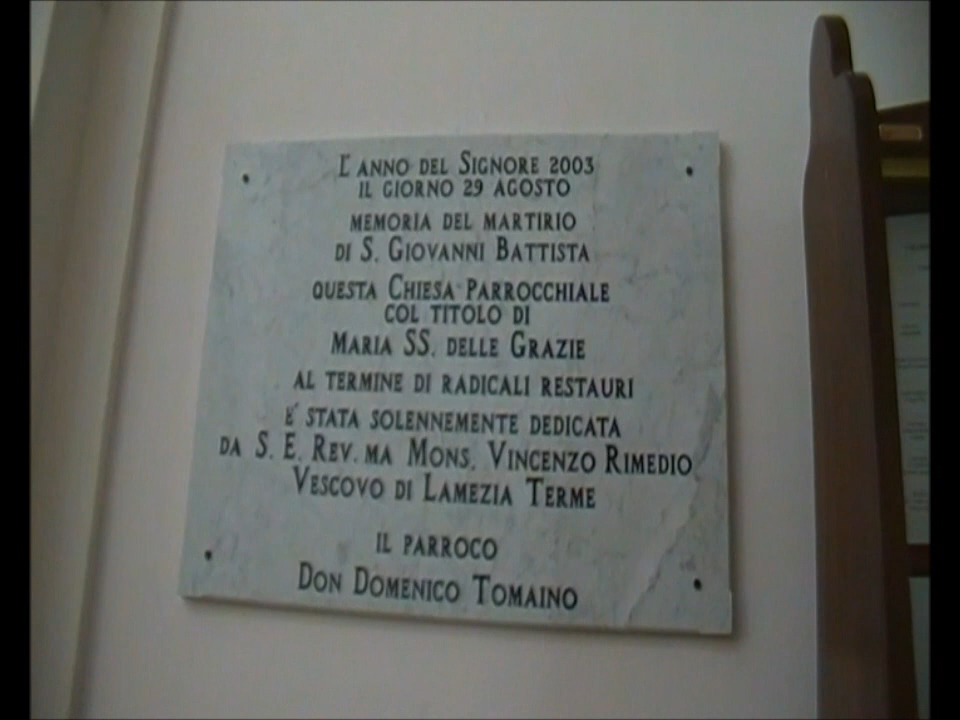 L'ANNO DEL SIGNORE 2003
IL GIORNO 29 AGOSTO
MEMORIA DEL MARTIRIO
DI S. GIOVANNI BATTISTA
QUESTA CHIESA PARROCCHIALE
COL TITOLO DI
MARIA SS. DELLE GRAZIE
AL TERMINE DI RADICALI RESTAURI
E' STATA SOLENNEMENTE DEDICATA
DA S. E. REV. MA MONS. VINCENZO RIMEDIO
VESCOVO DI LAMEZIA TERME
IL PARROCO
DON DOMENICO TOMAINO